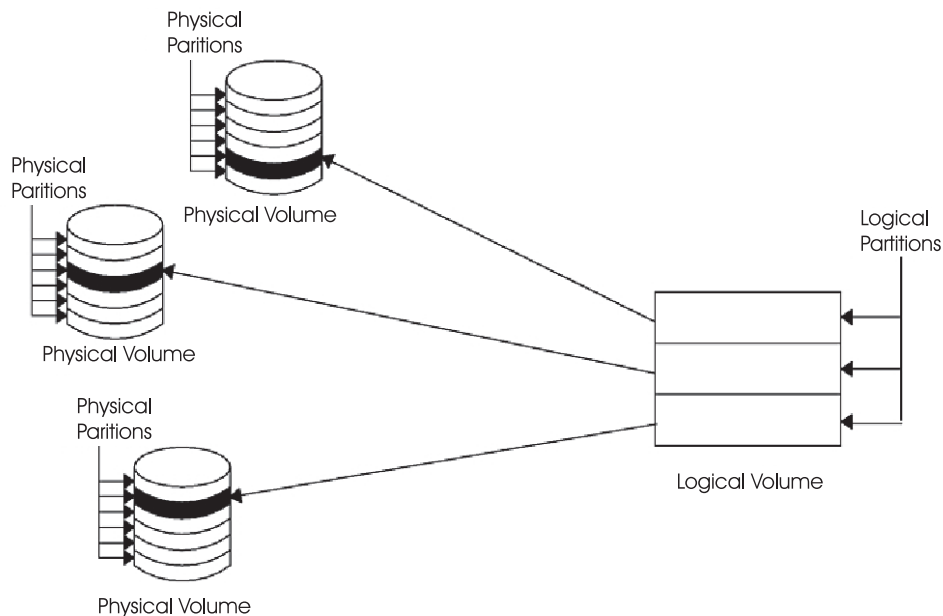 Physical
Paritions
Physical Volume
Physical
Paritions
Physical Volume
Logical
Partitions
Physical
Paritions
Logical Volume
Physical Volume